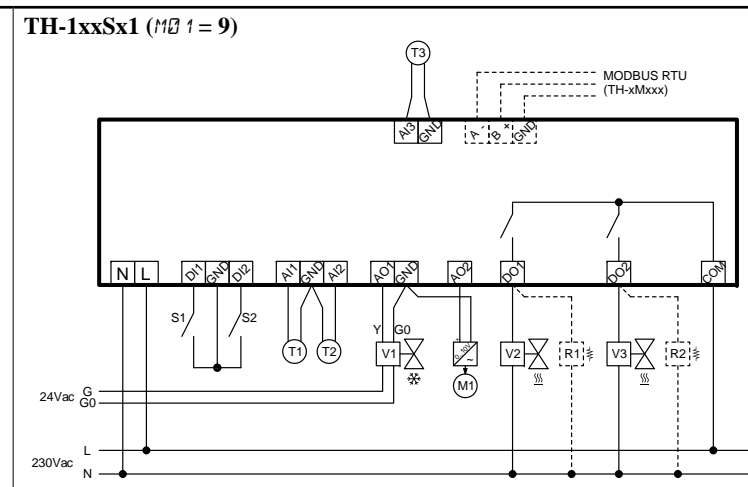 TH-1xxSx1 (M01 = 9)
T3
MODBUS RTU
(TH-xMxxx)
AI3 GND A - B + GND
N L DI1 GND DI2 AI1 GND AI2 AO1 GND AO2 DO1 DO2 COM
S1 S2 Y G0
0..10V
T1 T2 V1 V2 R1 V3 R2
M1
24Vac G
G0
L
230Vac
N